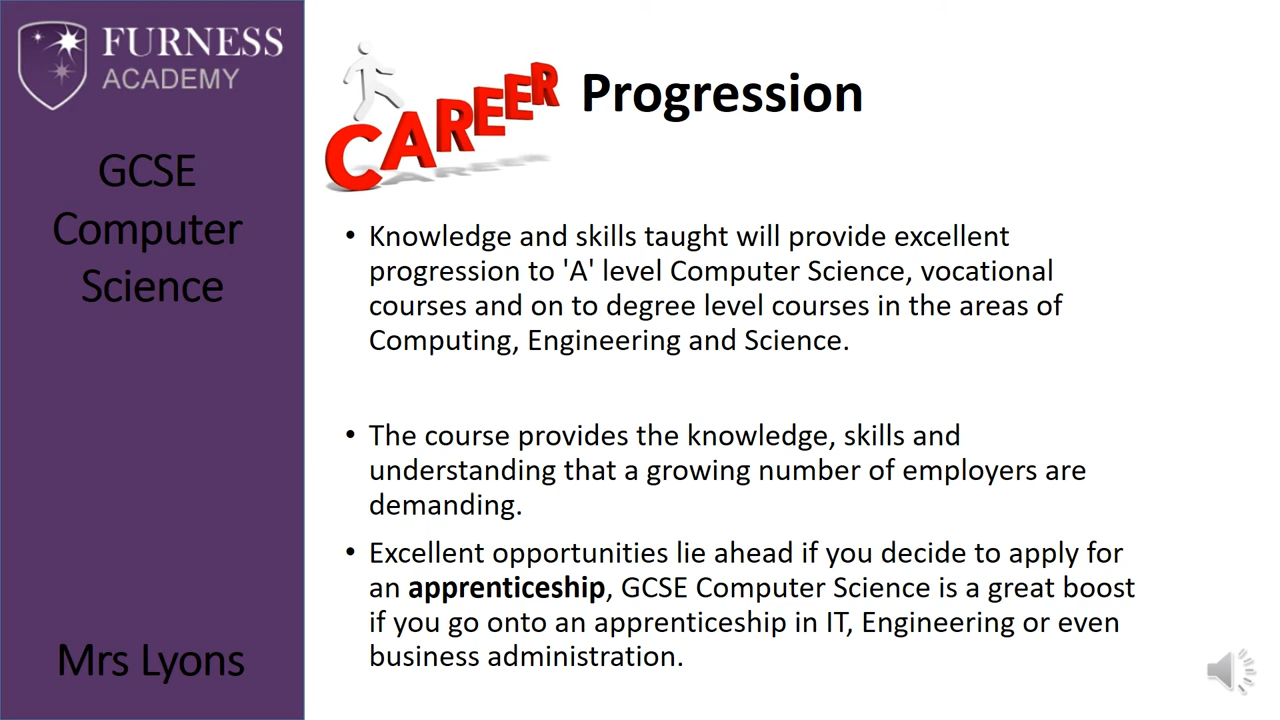 FURNESS
ACADEMY
GCSE
Computer
Science
Mrs Lyons
CAREER
Progression
• Knowledge and skills taught will provide excellent
progression to 'A' level Computer Science, vocational
courses and on to degree level courses in the areas of
Computing, Engineering and Science.
• The course provides the knowledge, skills and
understanding that a growing number of employers are
demanding.
• Excellent opportunities lie ahead if you decide to apply for
an apprenticeship, GCSE Computer Science is a great boost
if you go onto an apprenticeship in IT, Engineering or even
business administration.